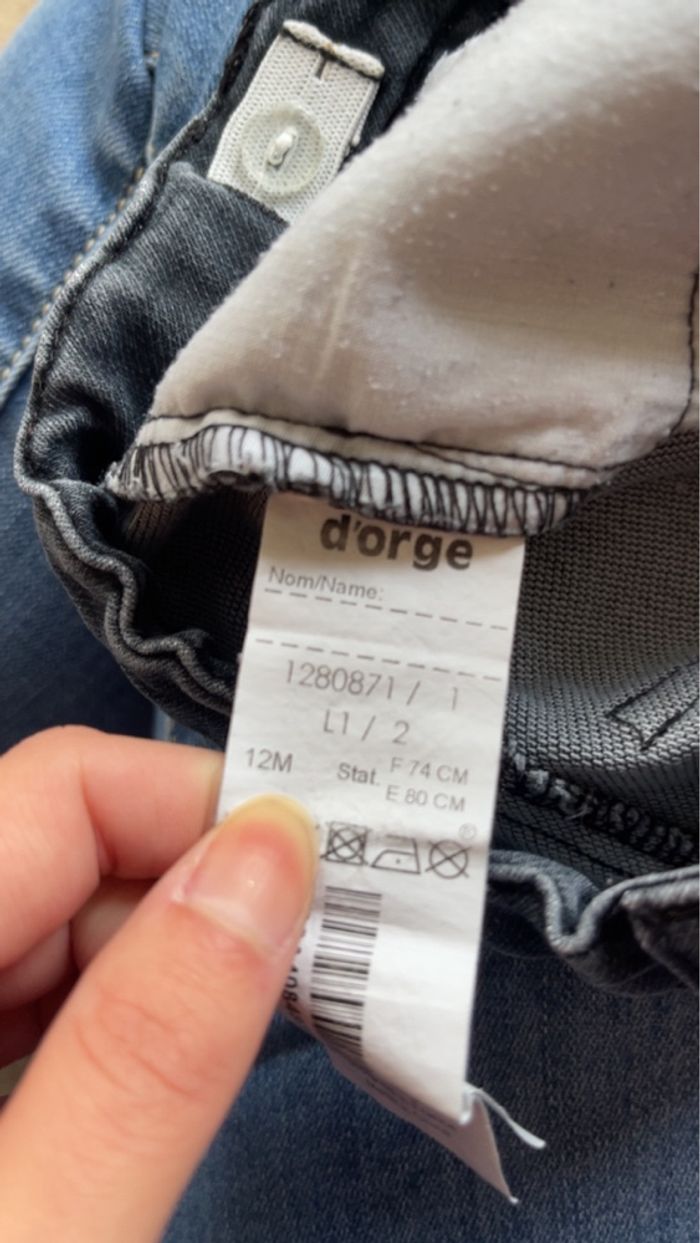 d'orge
Nom/Name:
1280871 / 1
L1 / 2
12M Stat. F 74 CM
E 80 CM
®